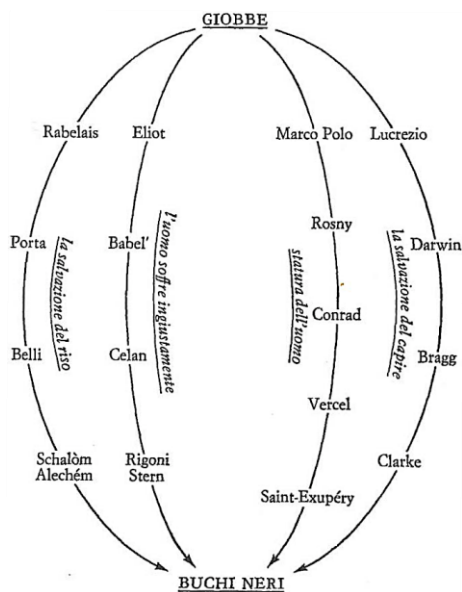 GIOBBE
Rabelais
Eliot
Marco Polo
Lucrezio
Porta
Babel'
Rosny
Darwin
la salvazione del riso
l'uomo soffre ingiustamente
statura dell'uomo
la salvazione del capire
Belli
Celan
Conrad
Bragg
Vercel
Schalòm
Alechém
Rigoni
Stern
Clarke
Saint-Exupéry
BUCHI NERI